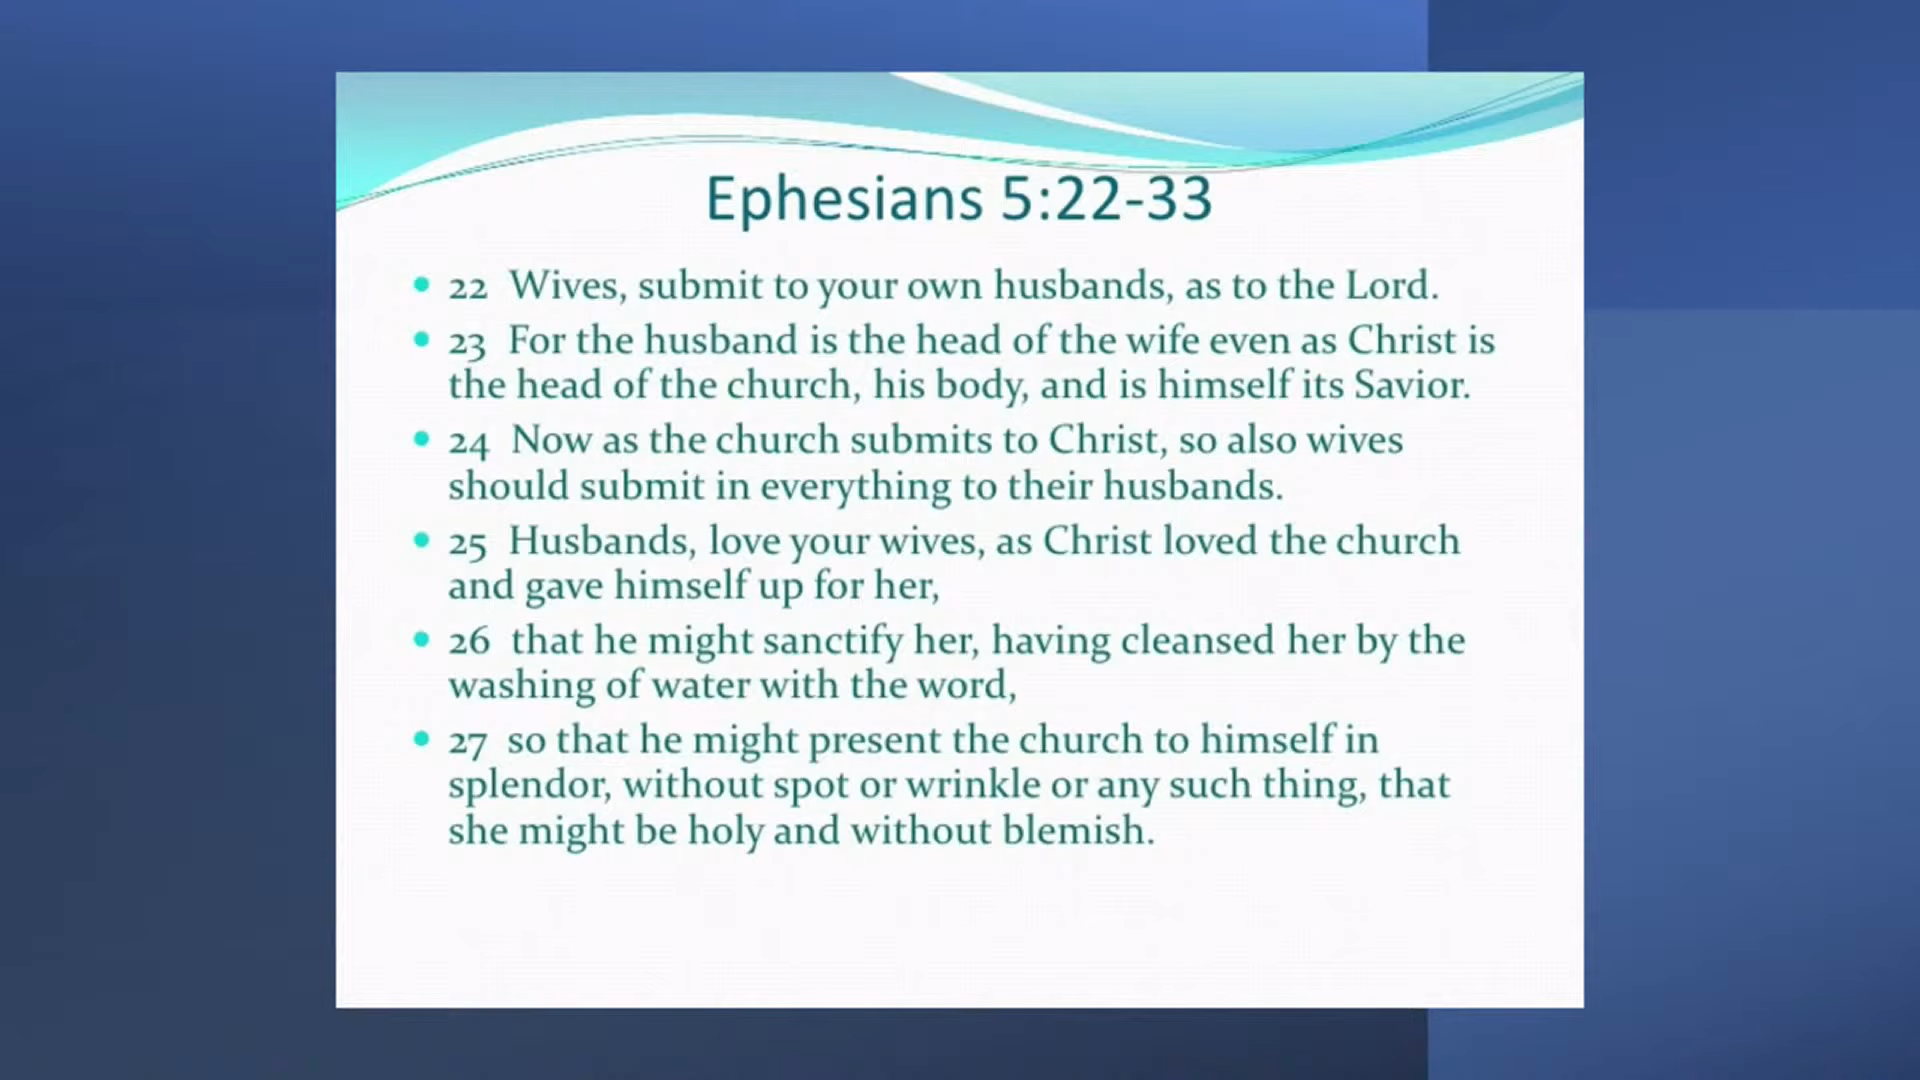 Ephesians 5:22-33
• 22 Wives, submit to your own husbands, as to the Lord.
• 23 For the husband is the head of the wife even as Christ is
the head of the church, his body, and is himself its Savior.
• 24 Now as the church submits to Christ, so also wives
should submit in everything to their husbands.
• 25 Husbands, love your wives, as Christ loved the church
and gave himself up for her,
• 26 that he might sanctify her, having cleansed her by the
washing of water with the word,
• 27 so that he might present the church to himself in
splendor, without spot or wrinkle or any such thing, that
she might be holy and without blemish.